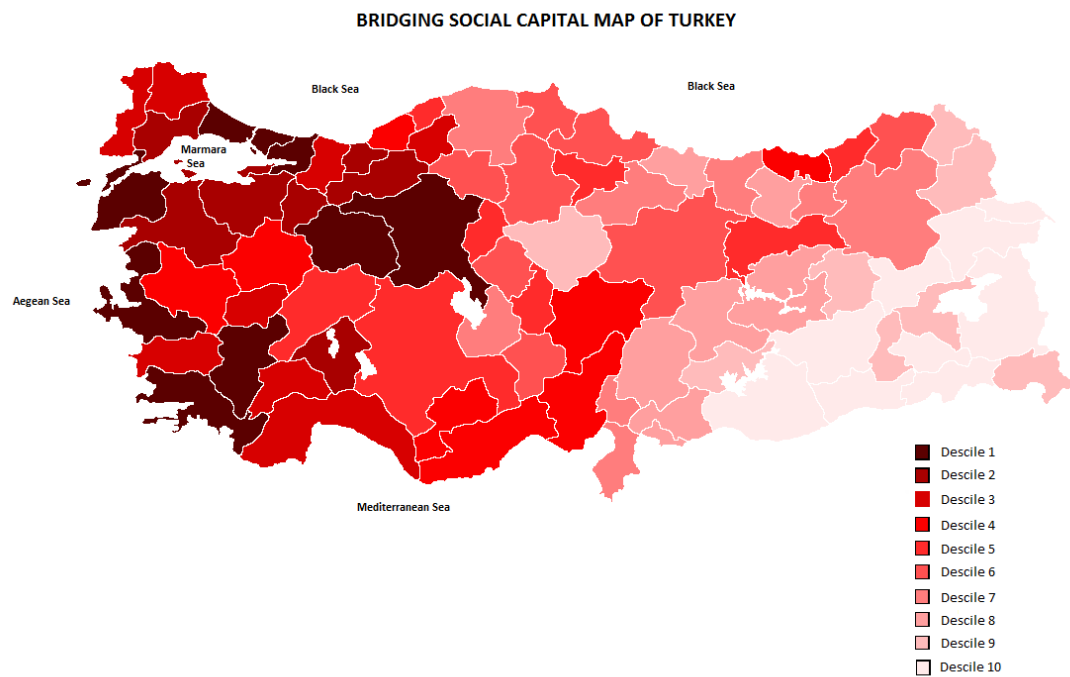 BRIDGING SOCIAL CAPITAL MAP OF TURKEY
Black Sea
Black Sea
Marmara
Sea
Aegean Sea
Mediterranean Sea
Descile 1
Descile 2
Descile 3
Descile 4
Descile 5
Descile 6
Descile 7
Descile 8
Descile 9
Descile 10